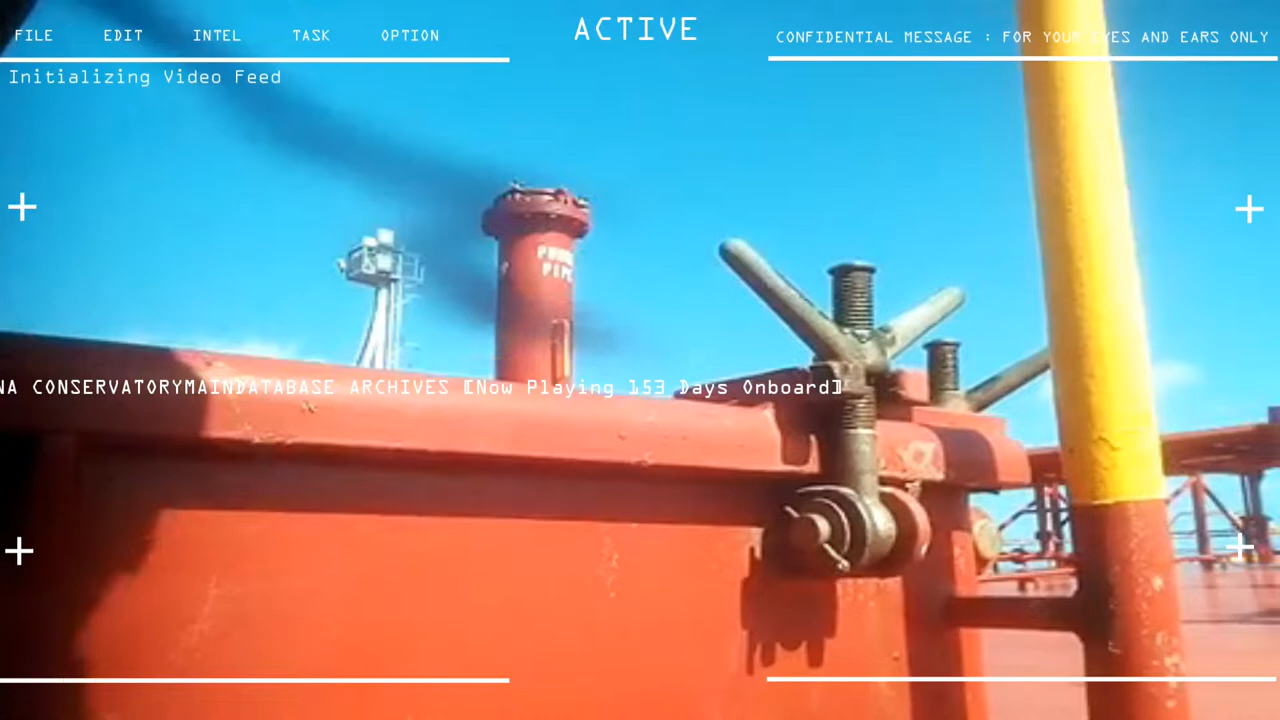 FILE EDIT INTEL TASK OPTION
ACTIVE
CONFIDENTIAL MESSAGE : FOR YOUR EYES AND EARS ONLY
Initializing Video Feed
PIPE
NA CONSERVATORYMAINDATABASE ARCHIVES [Now Playing 153 Days Onboard]